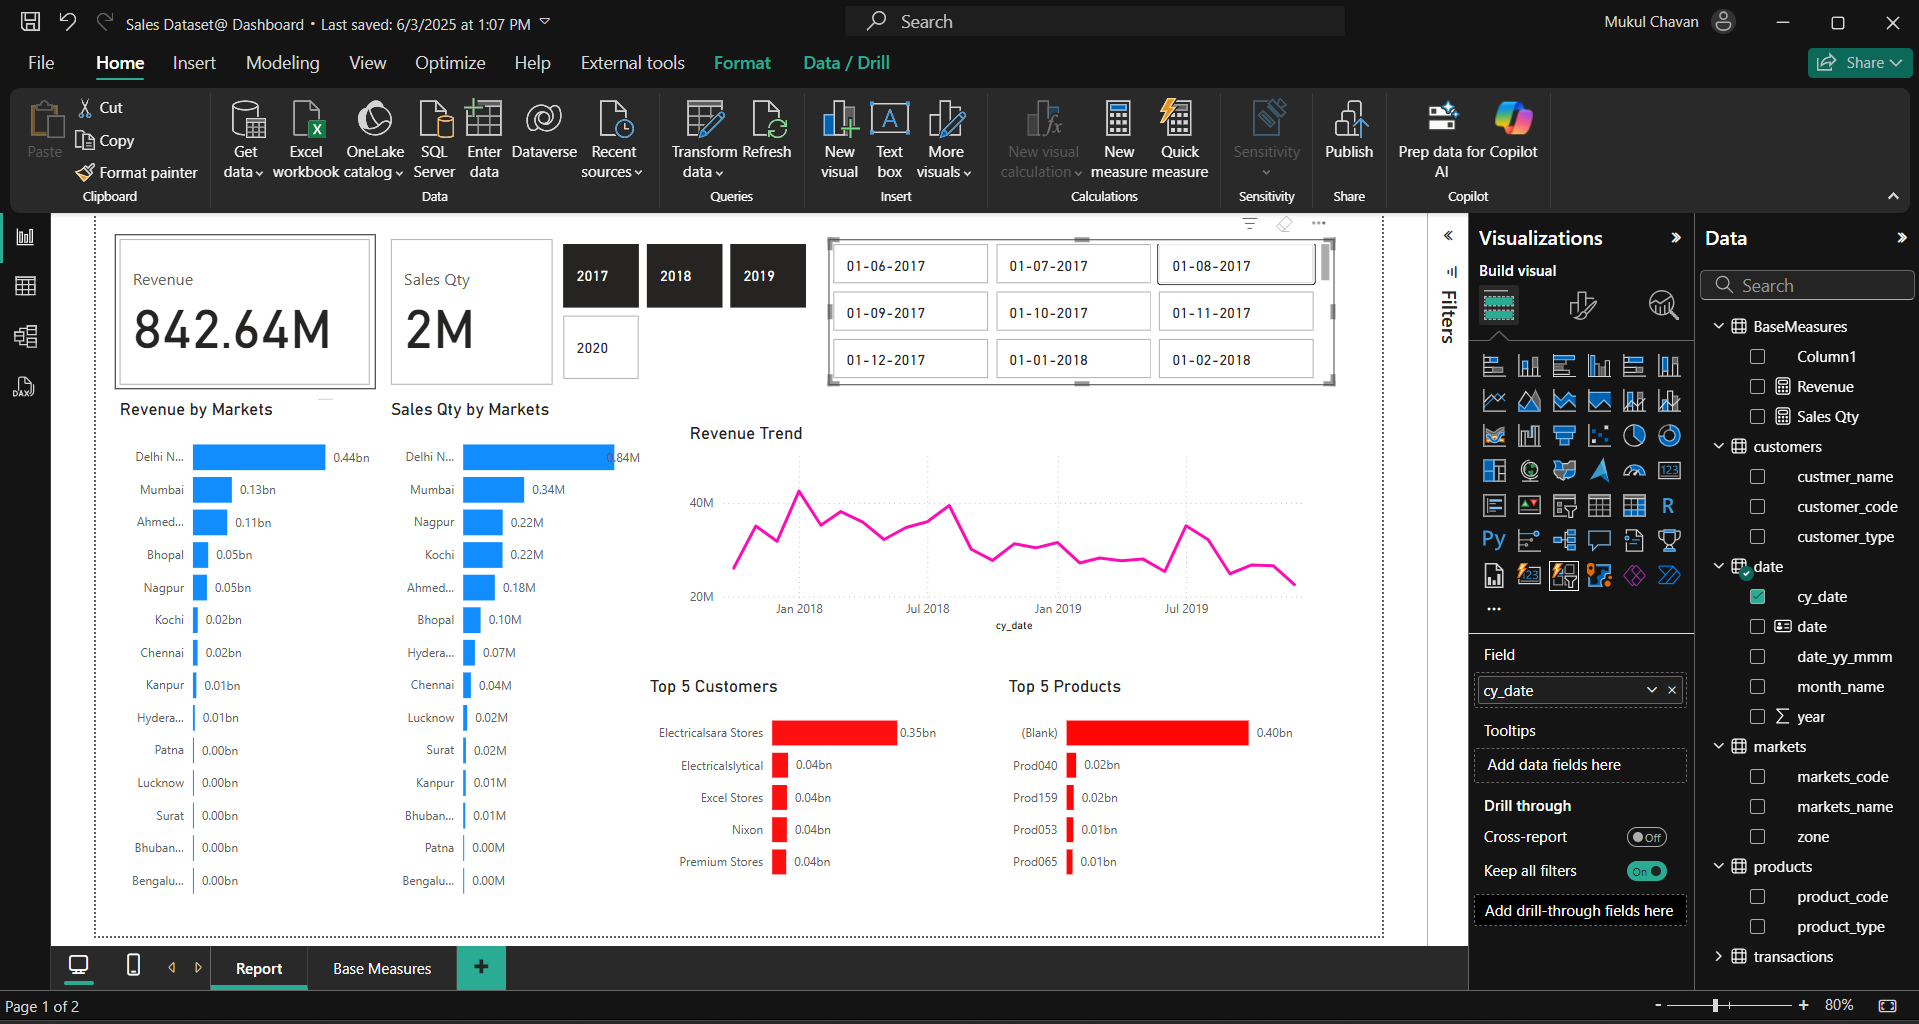 Sales Dataset@ Dashboard • Last saved: 6/3/2025 at 1:07 PM
Search
Mukul Chavan
File Home Insert Modeling View Optimize Help External tools Format Data / Drill
Share
Paste
Cut
Copy
Format painter
Clipboard
Get data
Excel workbook
OneLake catalog
SQL Server
Enter data
Dataverse
Recent sources
Data
Transform data
Refresh
Queries
New visual
Text box
More visuals
Insert
New visual calculation
New measure
Quick measure
Calculations
Sensitivity
Sensitivity
Publish
Share
Prep data for AI
Copilot
Copilot
DAX
Revenue
842.64M
Sales Qty
2M
2017 2018 2019
2020
01-06-2017 01-07-2017 01-08-2017
01-09-2017 01-10-2017 01-11-2017
01-12-2017 01-01-2018 01-02-2018
Revenue by Markets
Delhi N... 0.44bn
Mumbai 0.13bn
Ahmed... 0.11bn
Bhopal 0.05bn
Nagpur 0.05bn
Kochi 0.02bn
Chennai 0.02bn
Kanpur 0.01bn
Hydera... 0.01bn
Patna 0.00bn
Lucknow 0.00bn
Surat 0.00bn
Bhuban... 0.00bn
Bengalu... 0.00bn
Sales Qty by Markets
Delhi N... 0.84M
Mumbai 0.34M
Nagpur 0.22M
Kochi 0.22M
Ahmed... 0.18M
Bhopal 0.10M
Hydera... 0.07M
Chennai 0.04M
Lucknow 0.02M
Surat 0.02M
Kanpur 0.01M
Bhuban... 0.01M
Patna 0.00M
Bengalu... 0.00M
Revenue Trend
40M
20M
Jan 2018 Jul 2018 Jan 2019 Jul 2019
cy_date
Top 5 Customers
Electricalsara Stores 0.35bn
Electricalslytical 0.04bn
Excel Stores 0.04bn
Nixon 0.04bn
Premium Stores 0.04bn
Top 5 Products
(Blank) 0.40bn
Prod040 0.02bn
Prod159 0.02bn
Prod053 0.01bn
Prod065 0.01bn
Filters
Visualizations
Build visual
123
R
Py
123
Field
cy_date
Tooltips
Add data fields here
Drill through
Cross-report Off
Keep all filters On
Add drill-through fields here
Data
Search
BaseMeasures
Column1
Revenue
Sales Qty
customers
custmer_name
customer_code
customer_type
date
cy_date
date
date_yy_mmm
month_name
year
markets
markets_code
markets_name
zone
products
product_code
product_type
transactions
Report Base Measures +
Page 1 of 2
- + 80%